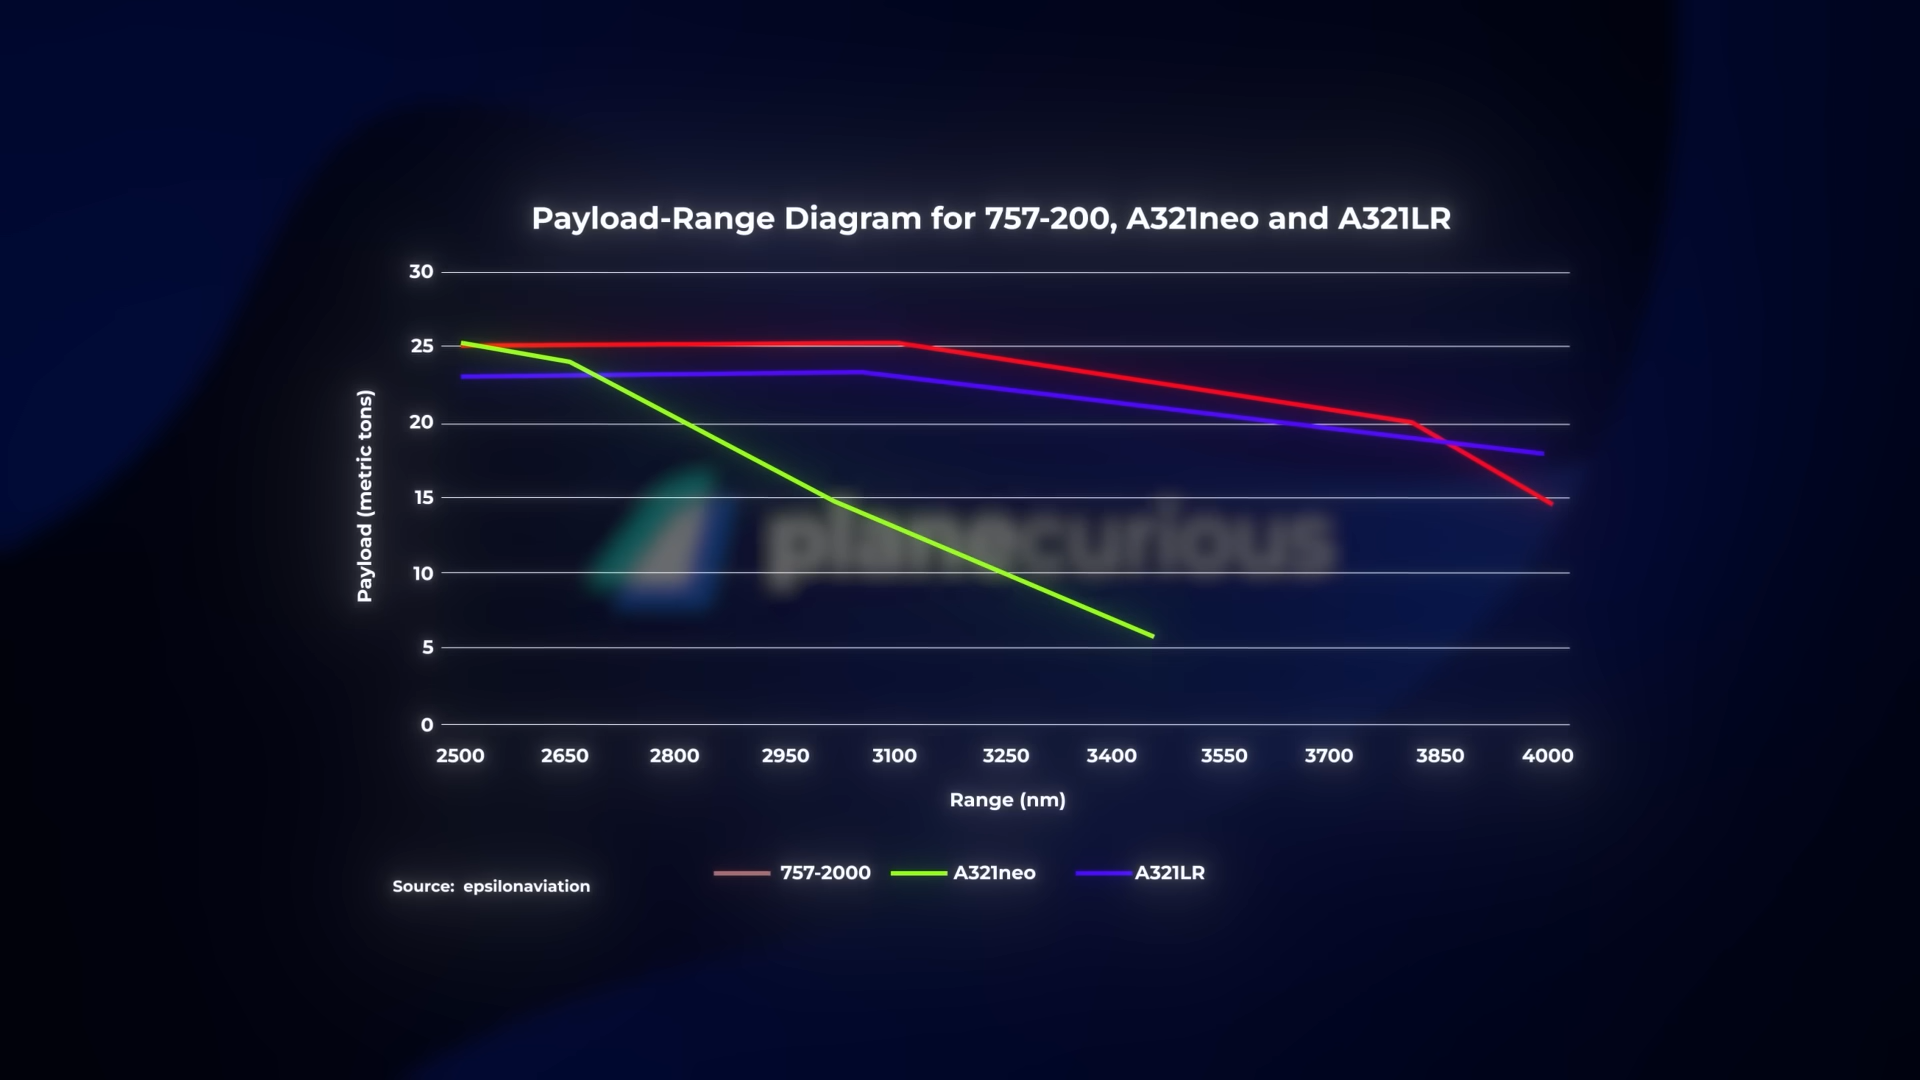 Payload-Range Diagram for 757-200, A321neo and A321LR
30
25
20
15
10
5
0
Payload (metric tons)
planecurious
2500 2650 2800 2950 3100 3250 3400 3550 3700 3850 4000
Range (nm)
757-2000 A321neo A321LR
Source: epsilonaviation